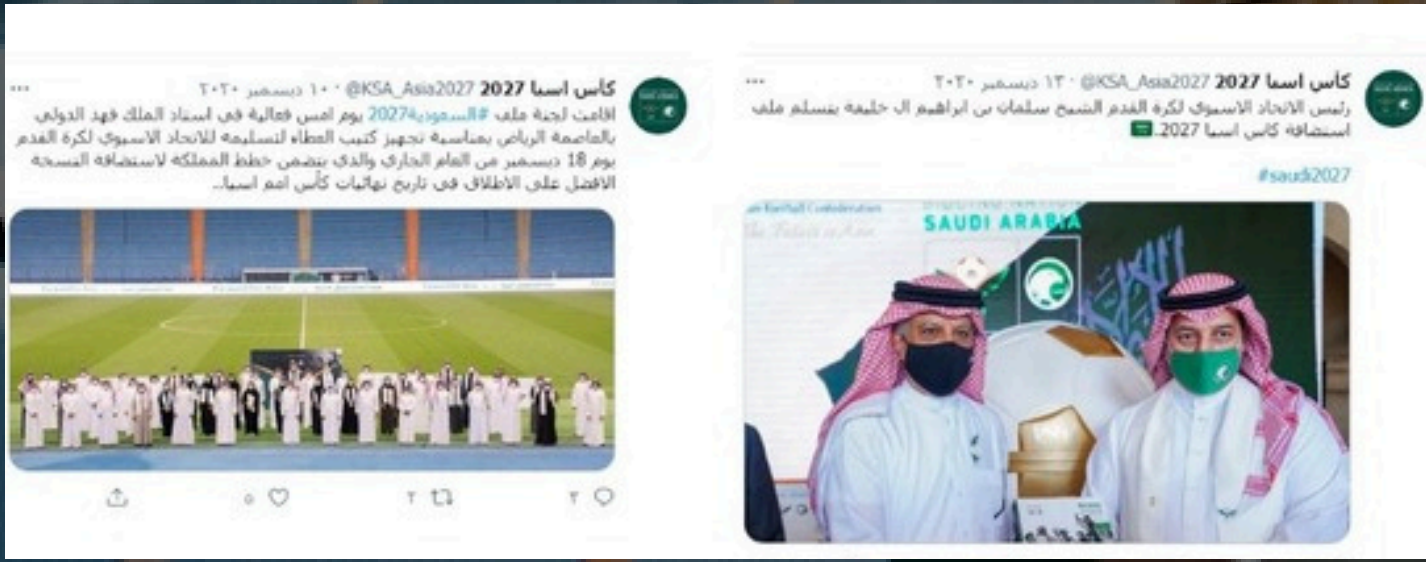 كأس اسيا 2027 @KSA_Asia2027 · ١٣ ديسمبر ٢٠٢٠
رئيس الاتحاد الاسيوي لكرة القدم الشيخ سلمان بن ابراهيم ال خليفة يتسلم ملف
استضافة كاس اسيا 2027.
#saudi2027
SAUDI ARABIA
كأس اسيا 2027 @KSA_Asia2027 · ١٠ ديسمبر ٢٠٢٠
اقامت لجنة ملف #السعودية2027 يوم امس فعالية في استاد الملك فهد الدولي
بالعاصمة الرياض بمناسبة تجهيز كتيب العطاء لتسليمه للاتحاد الاسيوي لكرة القدم
يوم 18 ديسمبر من العام الجاري والذي يتضمن خطط المملكة لاستضافة النسخة
الافضل على الاطلاق في تاريخ نهائيات كأس امم اسيا...
٢ ٢ ٥